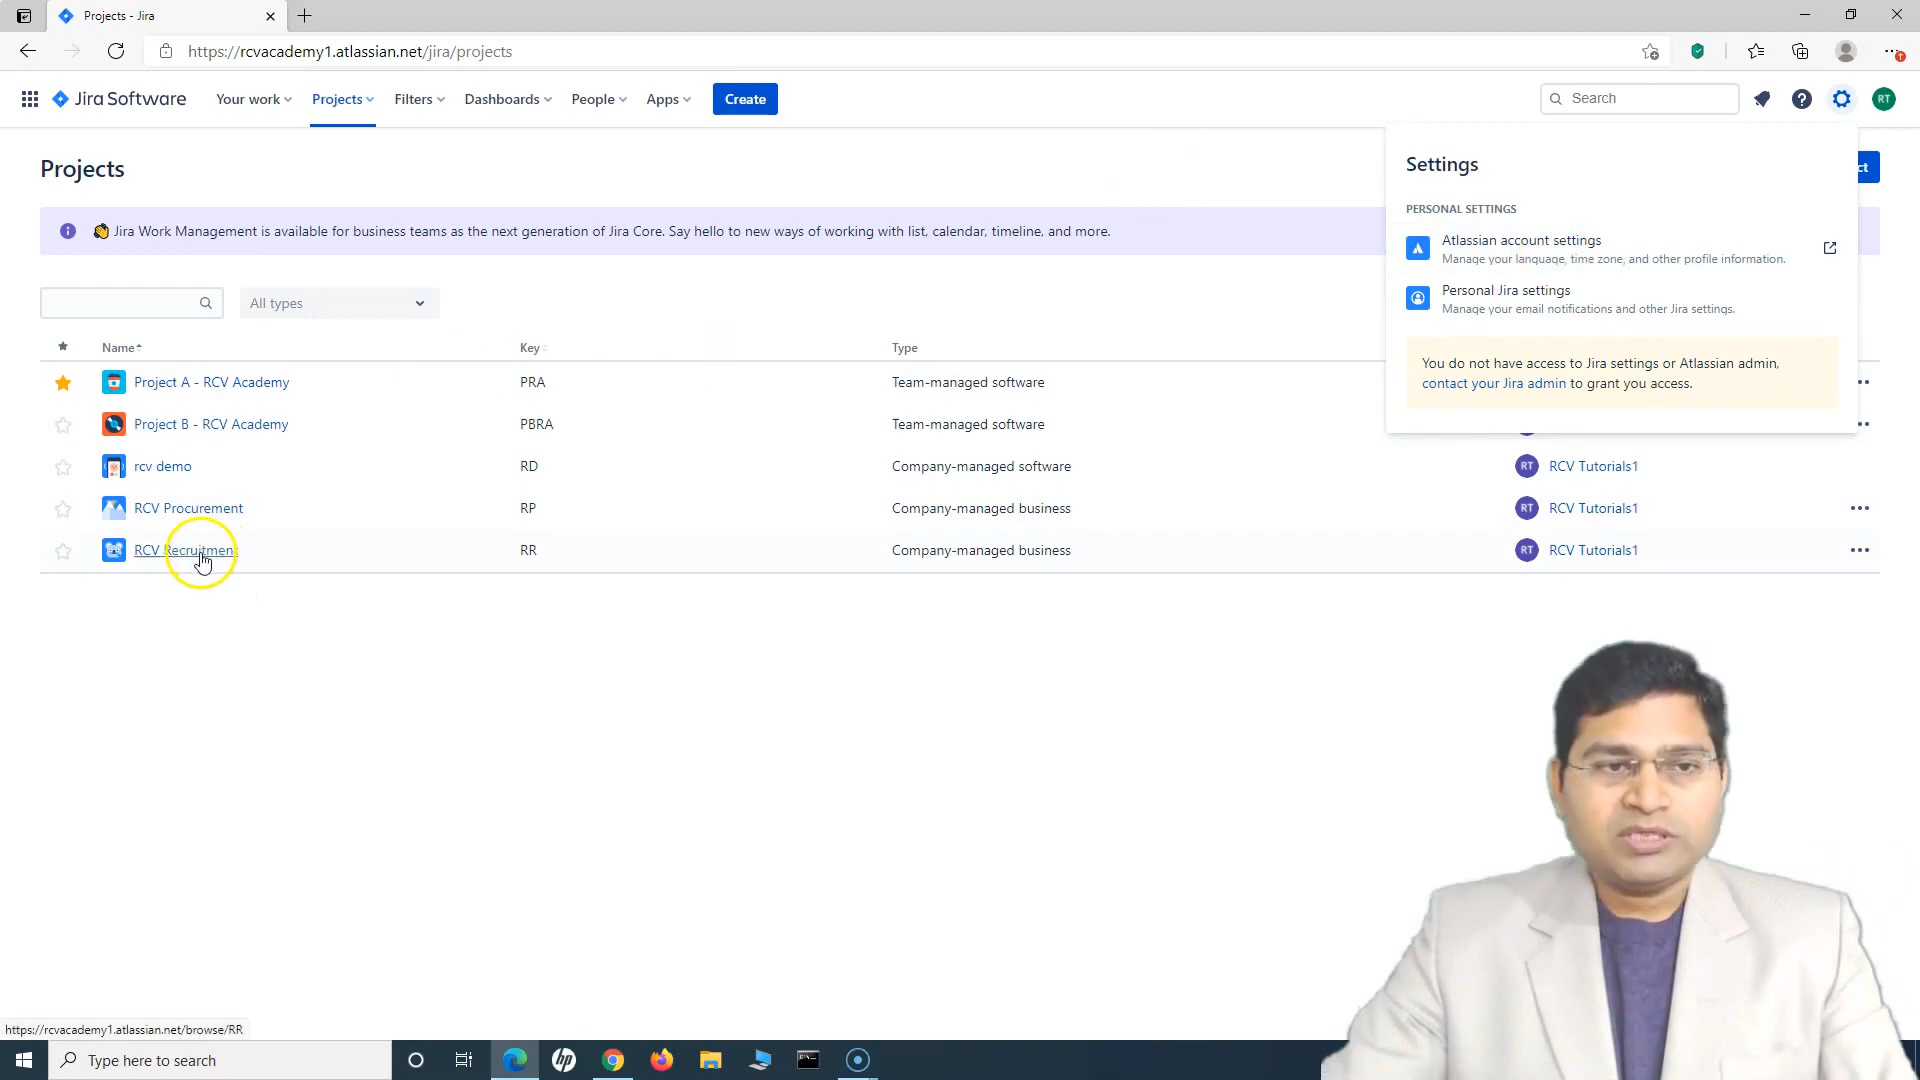 Projects - Jira
https://rcvacademy1.atlassian.net/jira/projects
Jira Software
Your work
Projects
Filters
Dashboards
People
Apps
Create
Search
RT
Projects
ct
👏 Jira Work Management is available for business teams as the next generation of Jira Core. Say hello to new ways of working with list, calendar, timeline, and more.
Settings
PERSONAL SETTINGS
Atlassian account settings
Manage your language, time zone, and other profile information.
Personal Jira settings
Manage your email notifications and other Jira settings.
You do not have access to Jira settings or Atlassian admin,
contact your Jira admin to grant you access.
All types
Name Key Type
Project A - RCV Academy PRA Team-managed software
Project B - RCV Academy PBRA Team-managed software
rcv demo RD Company-managed software RT RCV Tutorials1
RCV Procurement RP Company-managed business RT RCV Tutorials1
RCV Recruitment RR Company-managed business RT RCV Tutorials1
https://rcvacademy1.atlassian.net/browse/RR
Type here to search
hp